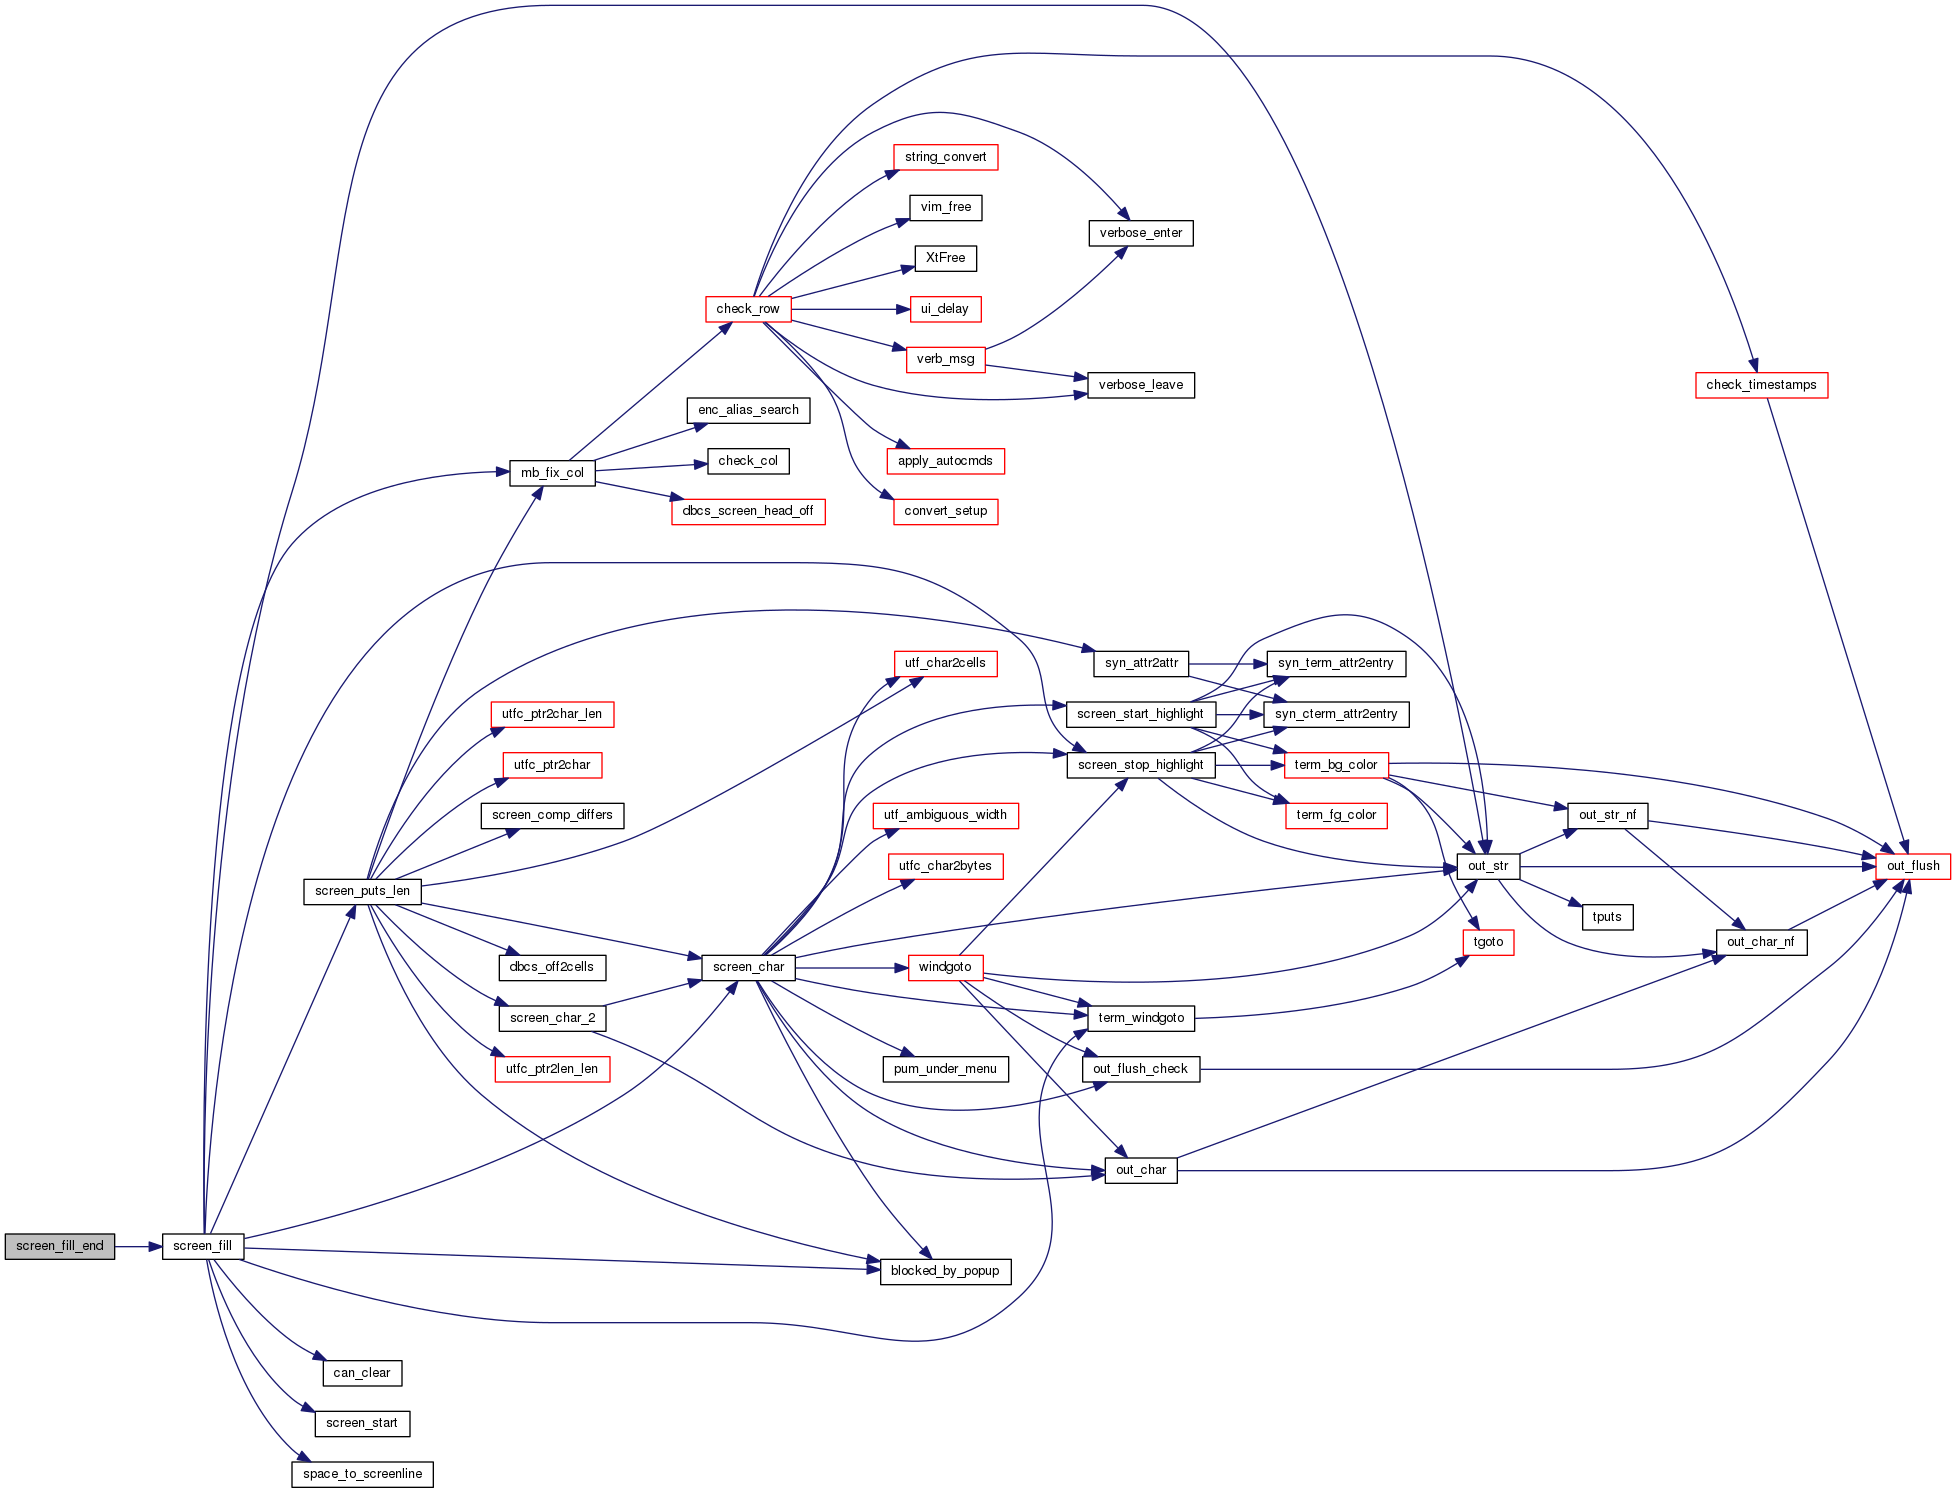 string_convert
vim_free
verbose_enter
XtFree
check_row
ui_delay
verb_msg
verbose_leave
check_timestamps
enc_alias_search
check_col
apply_autocmds
mb_fix_col
dbcs_screen_head_off
convert_setup
utf_char2cells
syn_attr2attr
syn_term_attr2entry
utfc_ptr2char_len
screen_start_highlight
syn_cterm_attr2entry
utfc_ptr2char
screen_stop_highlight
term_bg_color
screen_comp_differs
utf_ambiguous_width
term_fg_color
out_str_nf
utfc_char2bytes
out_str
out_flush
screen_puts_len
tputs
tgoto
out_char_nf
dbcs_off2cells
screen_char
windgoto
screen_char_2
term_windgoto
utfc_ptr2len_len
pum_under_menu
out_flush_check
out_char
screen_fill_end
screen_fill
blocked_by_popup
can_clear
screen_start
space_to_screenline